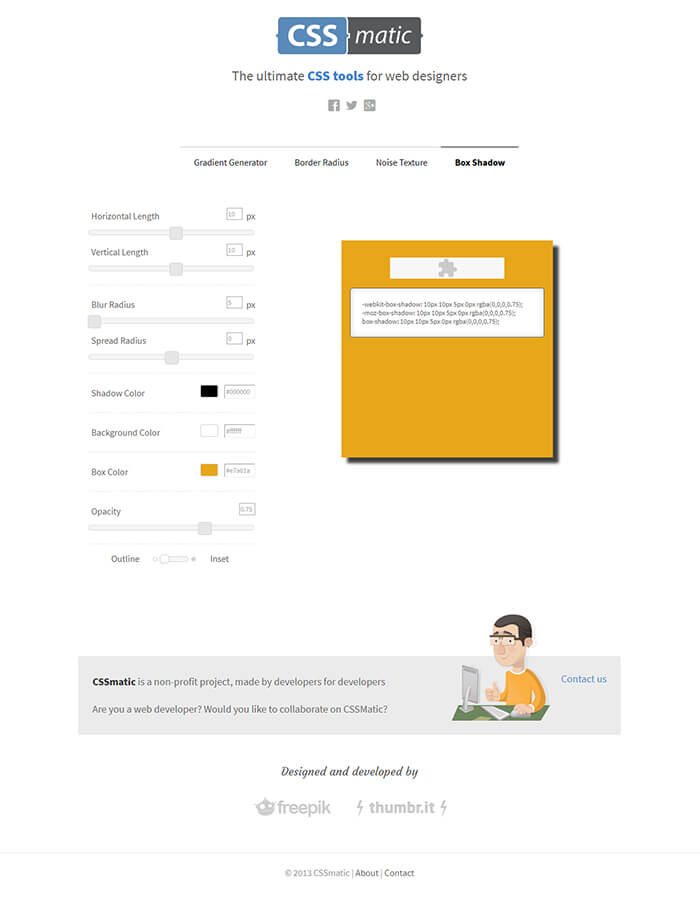 CSS matic
The ultimate CSS tools for web designers
Gradient Generator Border Radius Noise Texture Box Shadow
Horizontal Length 10 px
Vertical Length 10 px
Blur Radius 5 px
Spread Radius 0 px
Shadow Color #000000
Background Color #ffffff
Box Color #e7a61a
Opacity 0.75
Outline Inset
-webkit-box-shadow: 10px 10px 5px 0px rgba(0,0,0,0.75);
-moz-box-shadow: 10px 10px 5px 0px rgba(0,0,0,0.75);
box-shadow: 10px 10px 5px 0px rgba(0,0,0,0.75);
CSSmatic is a non-profit project, made by developers for developers
Are you a web developer? Would you like to collaborate on CSSMatic?
Contact us
Designed and developed by
freepik thumbr.it
© 2013 CSSmatic | About | Contact